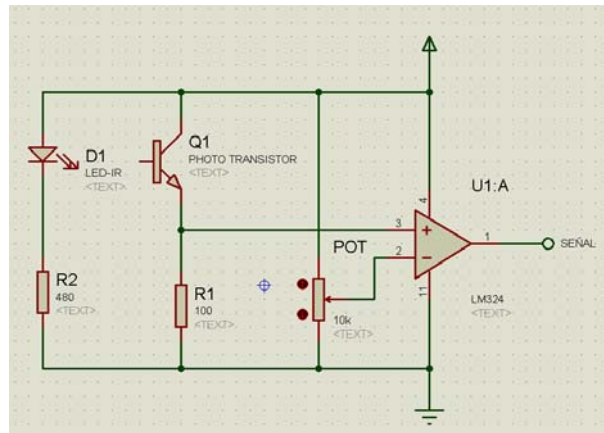 D1
LED-IR
<TEXT>
Q1
PHOTO TRANSISTOR
<TEXT>
U1:A
4
3
2
1
11
SEÑAL
LM324
<TEXT>
POT
10k
<TEXT>
R2
480
<TEXT>
R1
100
<TEXT>